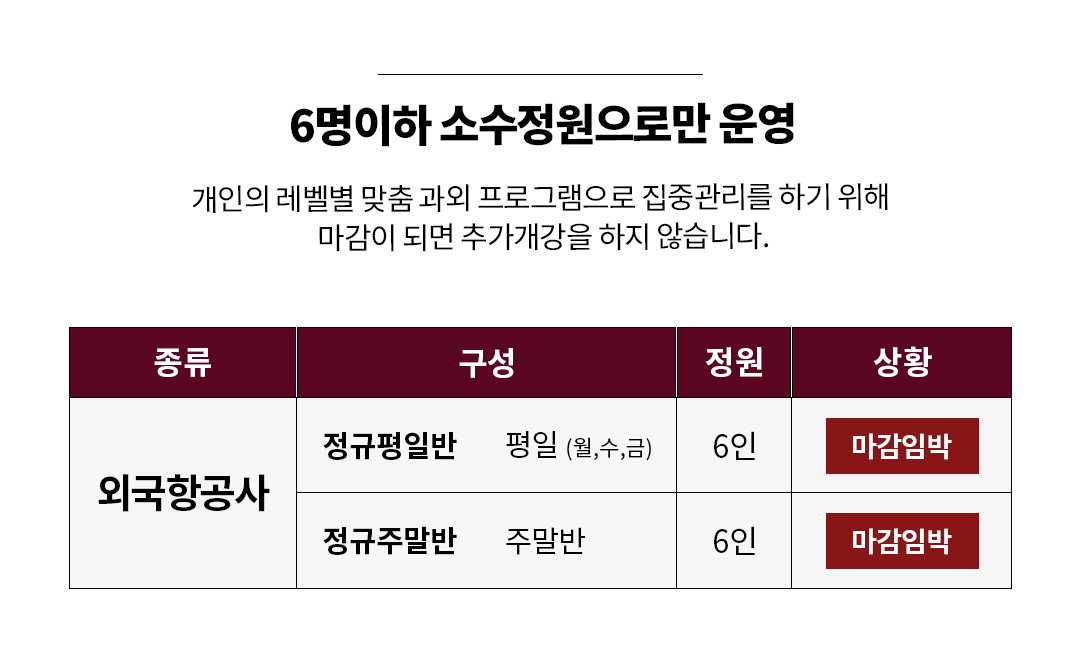 6명이하 소수정원으로만 운영
개인의 레벨별 맞춤 과외 프로그램으로 집중관리를 하기 위해
마감이 되면 추가개강을 하지 않습니다.
종류 구성 정원 상황
외국항공사
정규평일반 평일 (월,수,금) 6인 마감임박
정규주말반 주말반 6인 마감임박